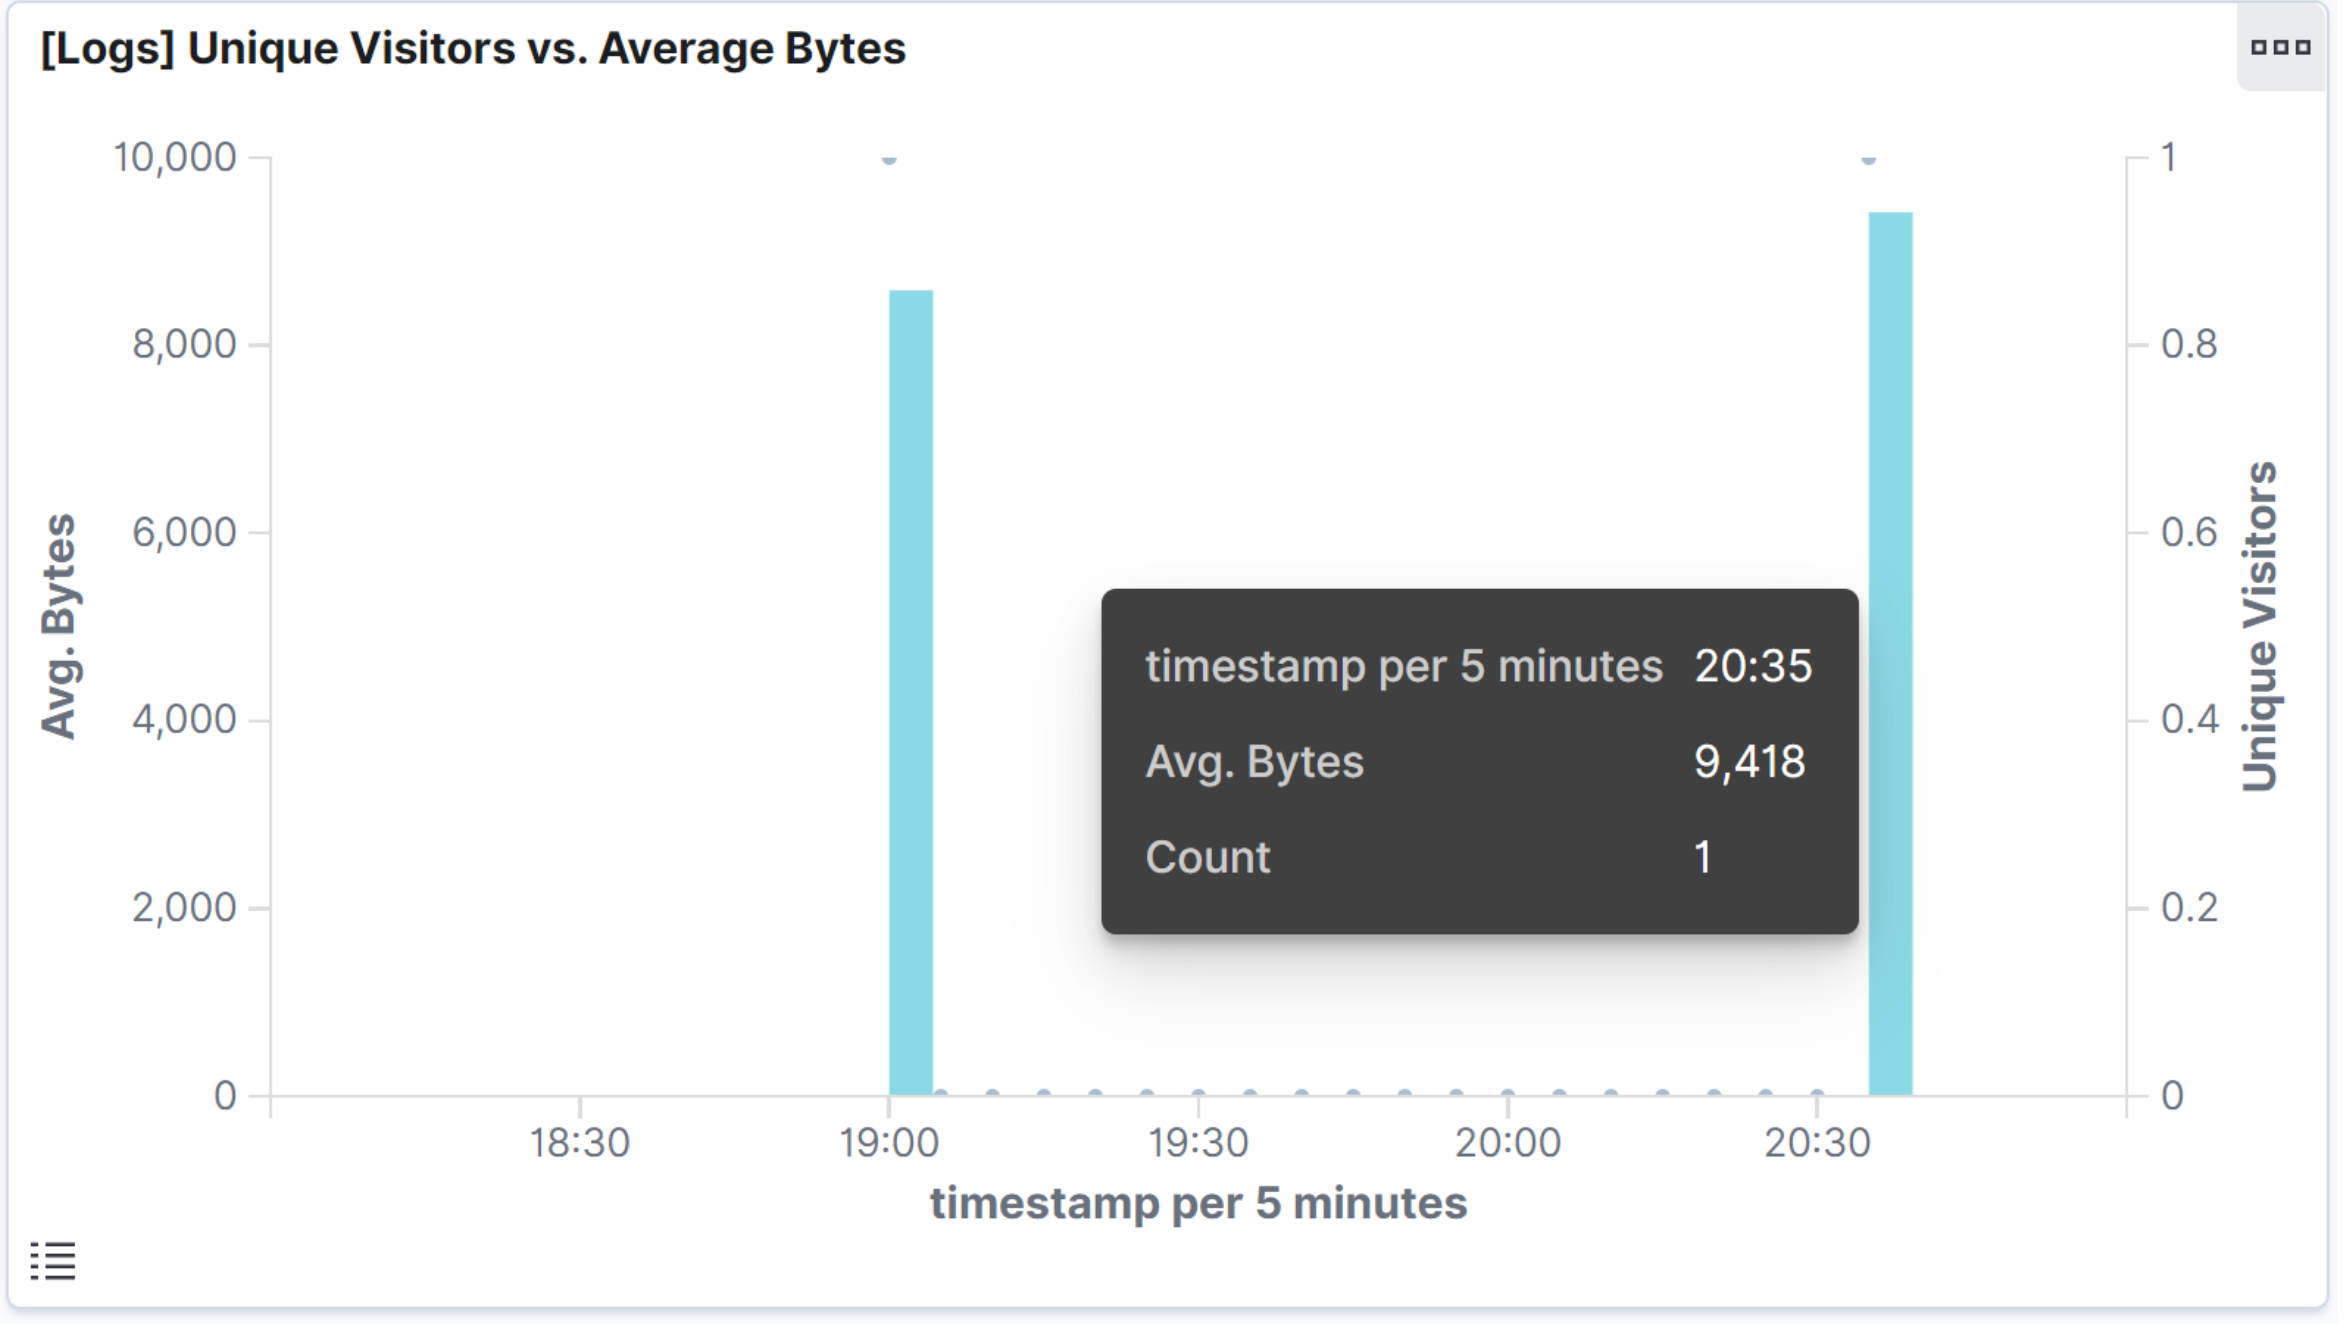 [Logs] Unique Visitors vs. Average Bytes
10,000
8,000
6,000
4,000
2,000
0
Avg. Bytes
1
0.8
0.6
0.4
0.2
0
Unique Visitors
timestamp per 5 minutes 20:35
Avg. Bytes 9,418
Count 1
18:30 19:00 19:30 20:00 20:30
timestamp per 5 minutes